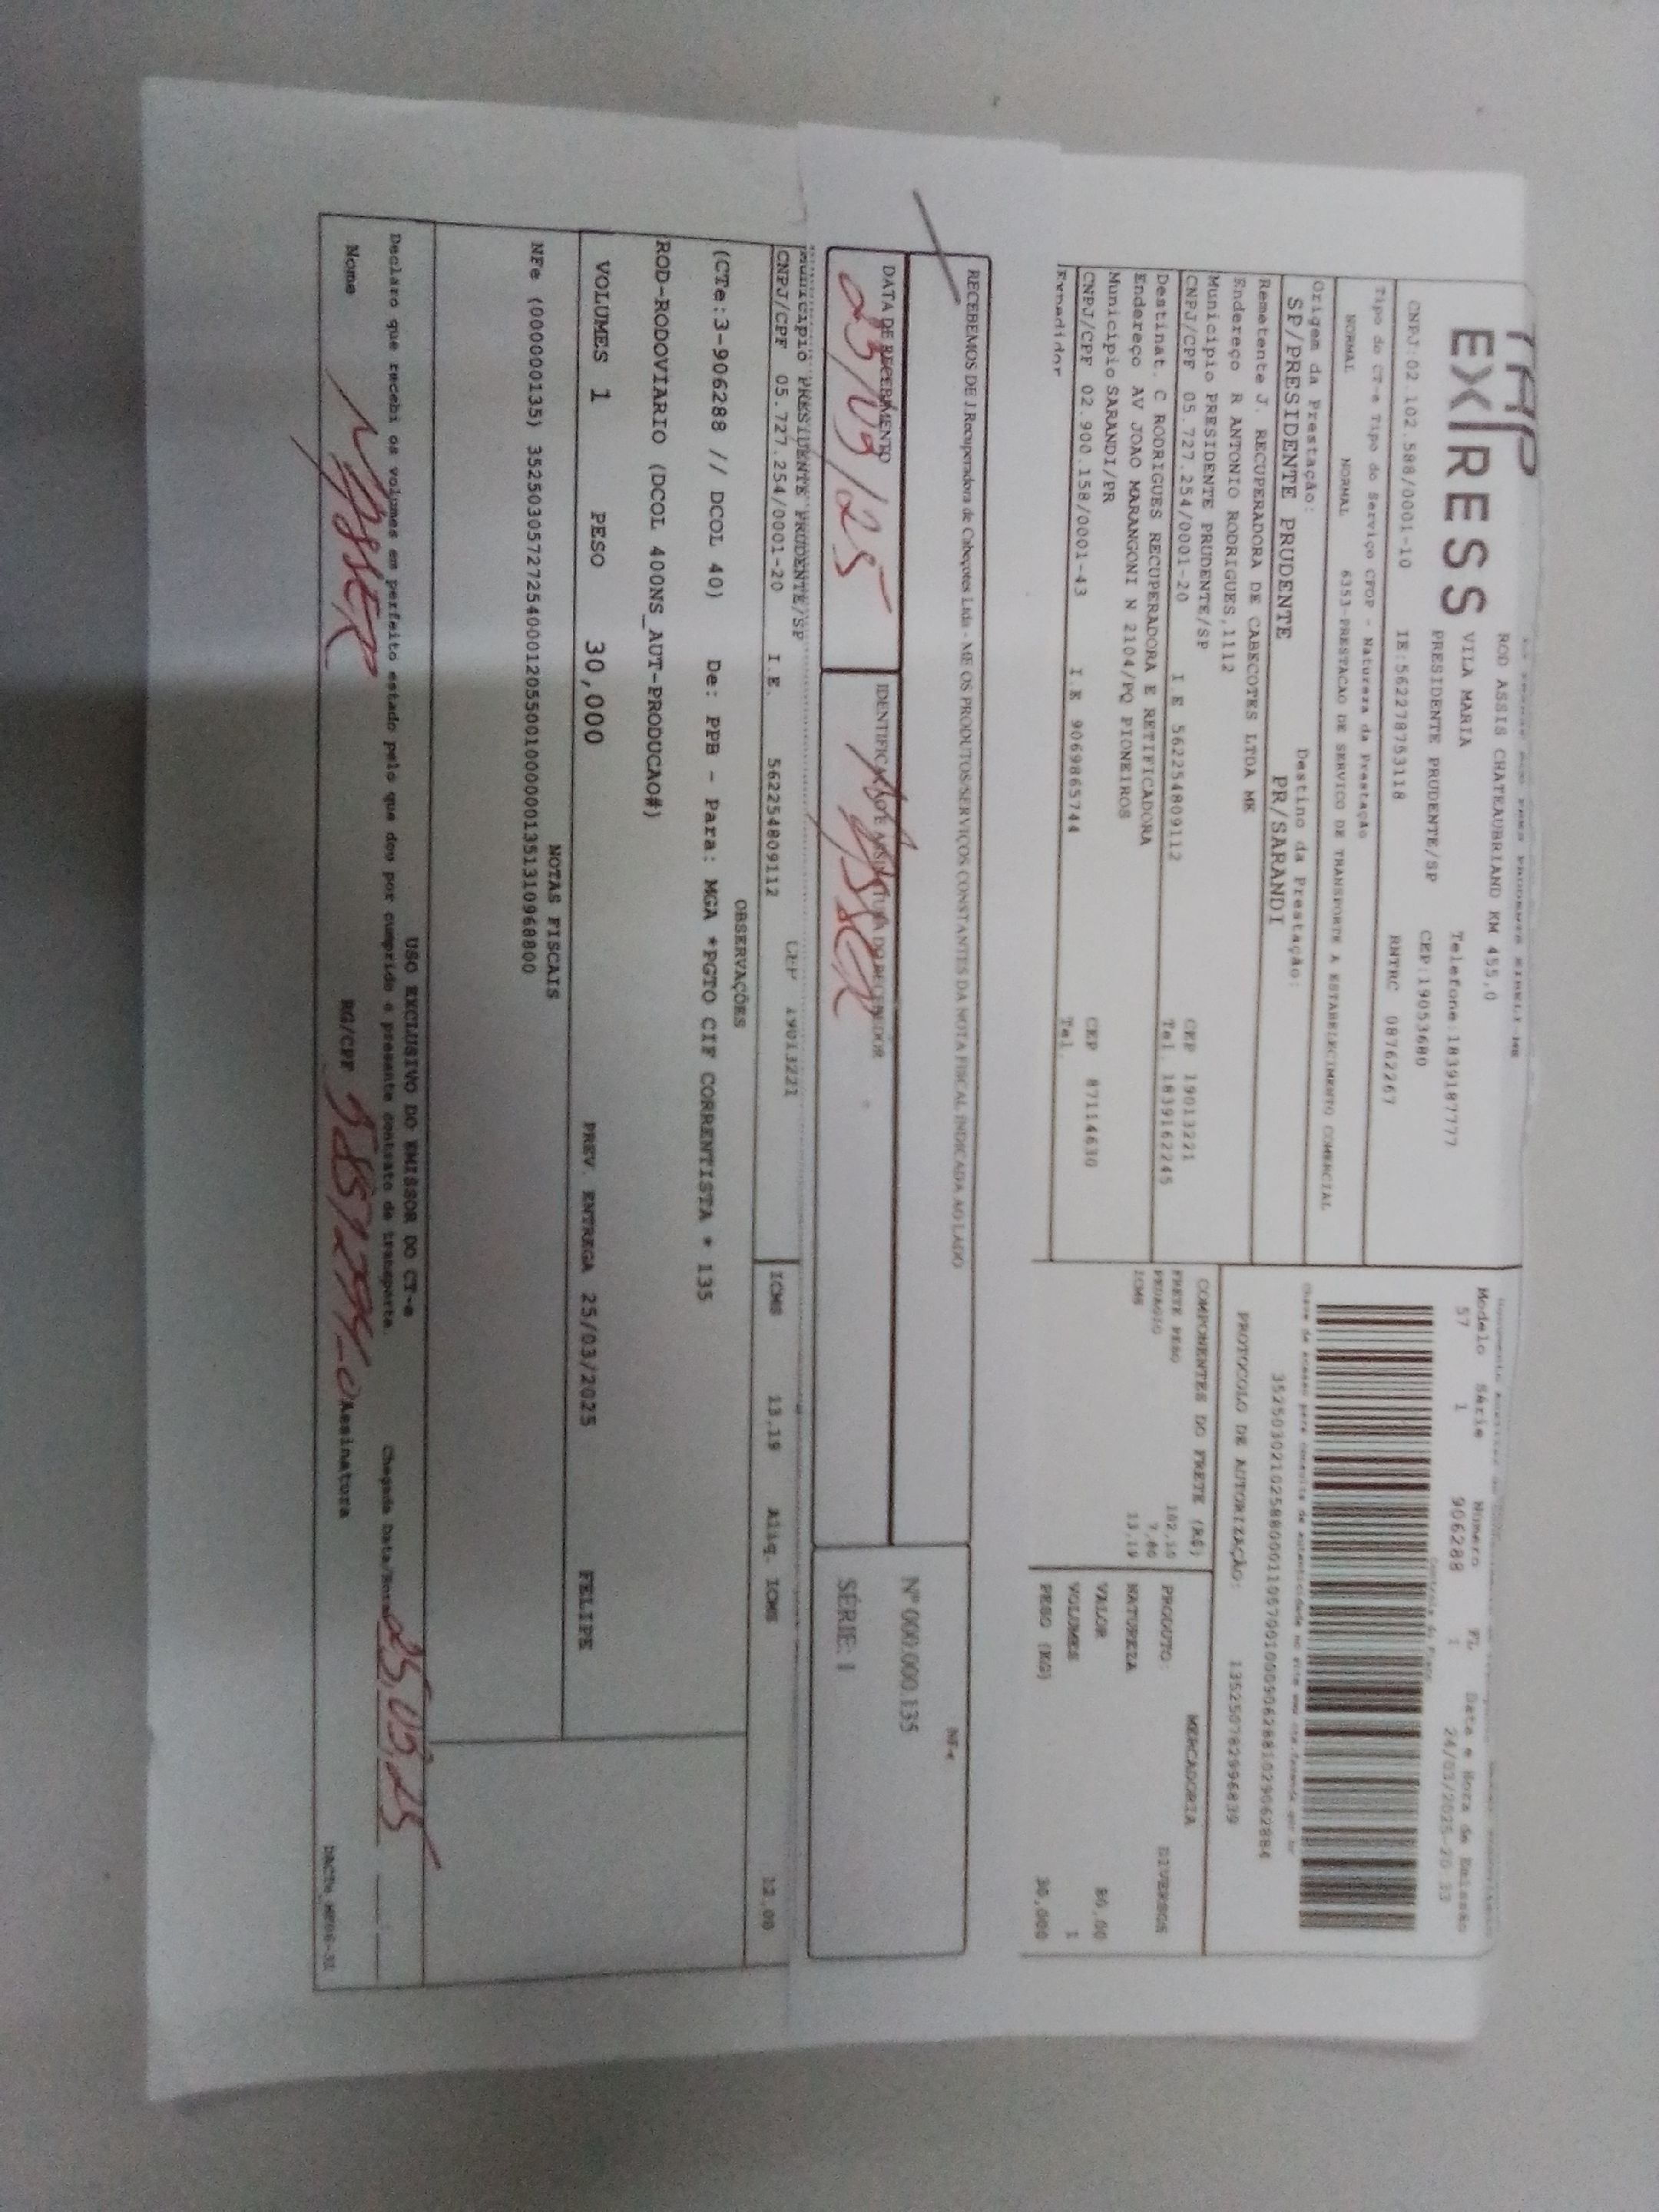 EXPRESS
ROD ASSIS CHATEAUBRIAND KM 455,0
VILA MARIA
Telefone:1839187777
PRESIDENTE PRUDENTE/SP
CEP:19053680
CNPJ:02.102.588/0001-10
IE:562278753118
RNTRC 08762267
Tipo do CT-e Tipo do Serviço CFOP - Natureza da Prestação
NORMAL NORMAL 6353-PRESTACAO DE SERVICO DE TRANSPORTE A ESTABELECIMENTO COMERCIAL
Origem da Prestação:
Destino da Prestação:
SP/PRESIDENTE PRUDENTE
PR/SARANDI
Remetente J. RECUPERADORA DE CABECOTES LTDA ME
Endereço R ANTONIO RODRIGUES,1112
Município PRESIDENTE PRUDENTE/SP
CEP 19013221
CNPJ/CPF 05.727.254/0001-20 I E 562254809112
Tel 1839162245
Destinat. C RODRIGUES RECUPERADORA E RETIFICADORA
Endereço AV JOAO MARANGONI N 2104/PQ PIONEIROS
Município SARANDI/PR
CEP 87114630
CNPJ/CPF 02.900.158/0001-43 I.E 9069865744
Tel.
Expedidor
Modelo Série Número FL Data e Hora de Emissão
57 1 906288 1 24/03/2025-20 33
PROTOCOLO DE AUTORIZAÇÃO:
COMPONENTES DO FRETE (R$)
FRETE PESO 102,10
PEDAGIO 7,80
ICMS 13,19
MERCADORIA
PRODUTO: DIVERSOS
NATUREZA
VALOR 80,00
VOLUMES 1
PESO (KG) 30,000
RECEBEMOS DE J Recuperadora de Cabeçotes Ltda - ME OS PRODUTOS/SERVIÇOS CONSTANTES DA NOTA FISCAL INDICADA AO LADO
NF-e
Nº 000.000.135
SÉRIE: 1
DATA DE RECEBIMENTO
IDENTIFICAÇÃO E ASSINATURA DO RECEBEDOR
25/03/25
Município PRESIDENTE PRUDENTE/SP
CEP 19013221
CNPJ/CPF 05.727.254/0001-20 I.E. 562254809112
ICMS 13,19 Alíq. ICMS 12,00
OBSERVAÇÕES
(CTe:3-906288 // DCOL 40) De: PPB - Para: MGA *PGTO CIF CORRENTISTA * 135
ROD-RODOVIARIO (DCOL 400NS_AUT-PRODUCAO#)
VOLUMES 1 PESO 30,000 PREV. ENTREGA 25/03/2025 FELIPE
NOTAS FISCAIS
NFe (000000135) 35250305727254000120550010000001351310968800
USO EXCLUSIVO DO EMISSOR DO CT-e
Declaro que recebi os volumes em perfeito estado pelo que dou por cumprido o presente contrato de transporte.
Chegada Data/Hora 25,03,25
Nome
RG/CPF
Assinatura